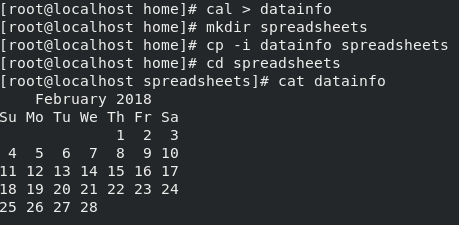 [root@localhost home]# cal > datainfo
[root@localhost home]# mkdir spreadsheets
[root@localhost home]# cp -i datainfo spreadsheets
[root@localhost home]# cd spreadsheets
[root@localhost spreadsheets]# cat datainfo
    February 2018
Su Mo Tu We Th Fr Sa
             1  2  3
 4  5  6  7  8  9 10
11 12 13 14 15 16 17
18 19 20 21 22 23 24
25 26 27 28